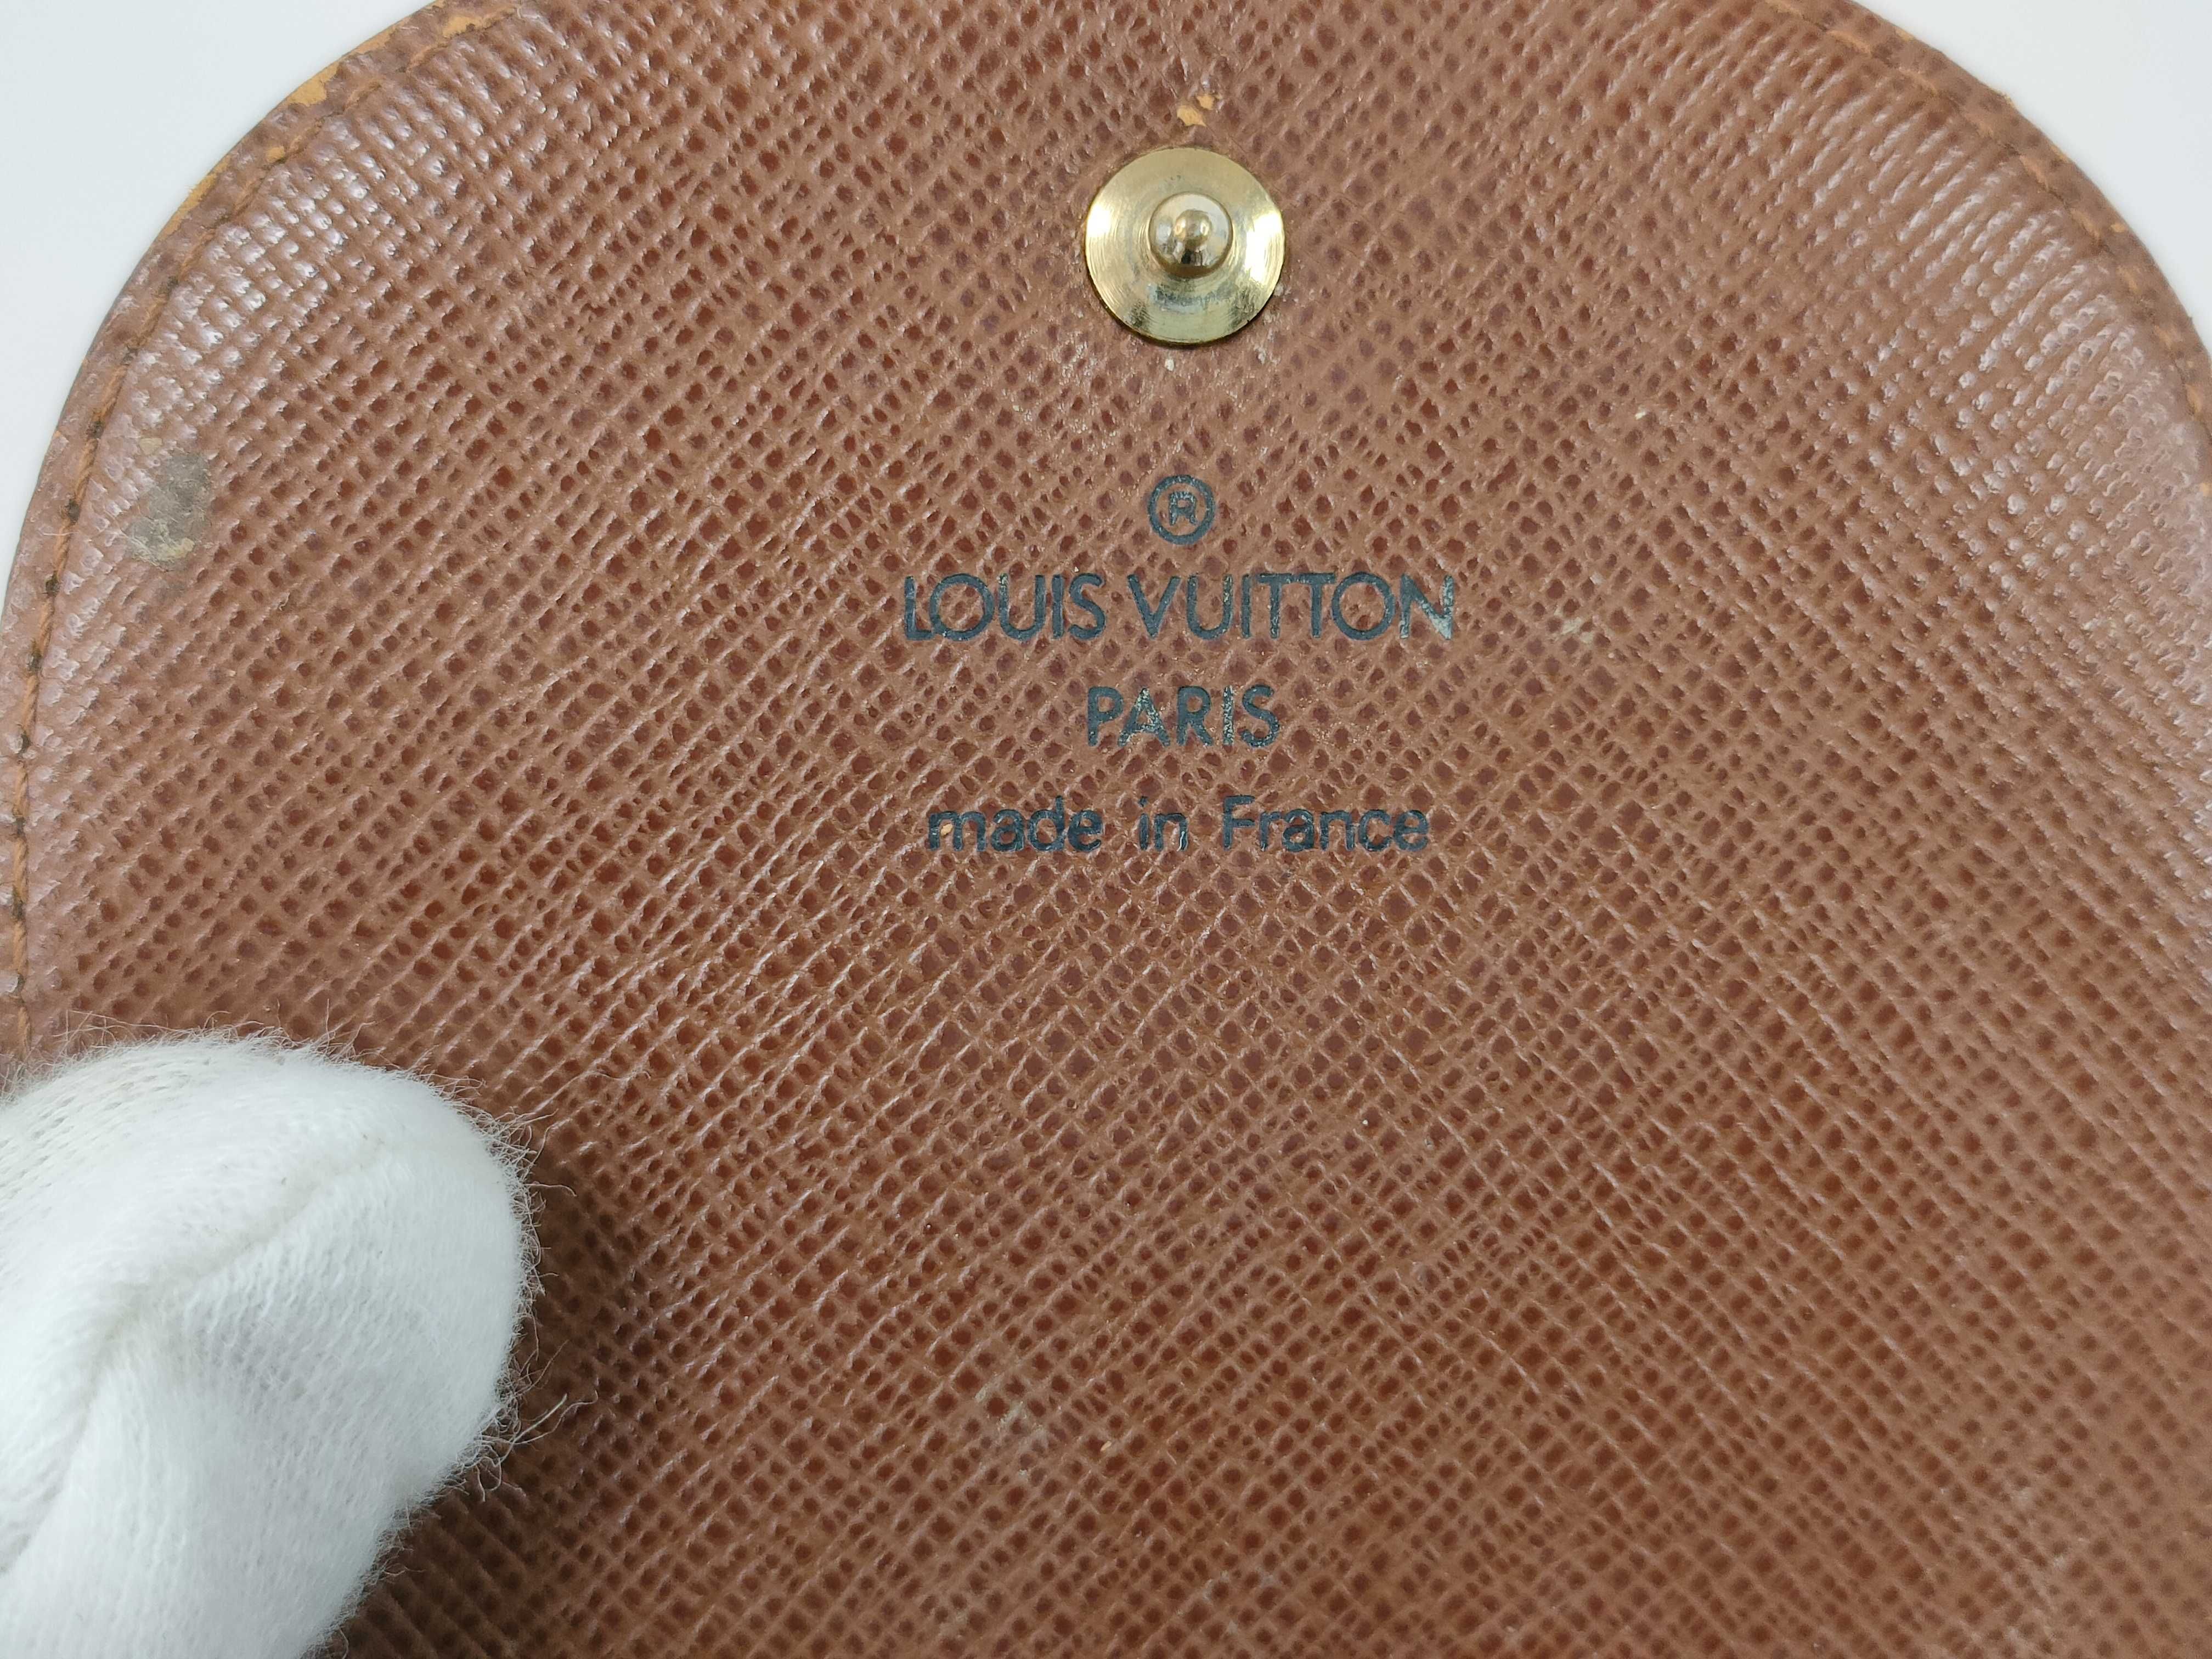 ®
LOUIS VUITTON
PARIS
made in France